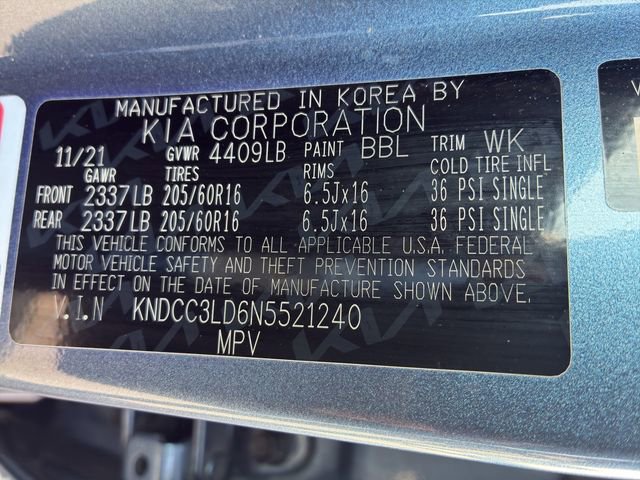 MANUFACTURED IN KOREA BY
KIA CORPORATION
11/21 GVWR 4409LB PAINT BBL TRIM WK
GAWR TIRES RIMS COLD TIRE INFL
FRONT 2337LB 205/60R16 6.5Jx16 36 PSI SINGLE
REAR 2337LB 205/60R16 6.5Jx16 36 PSI SINGLE
THIS VEHICLE CONFORMS TO ALL APPLICABLE U.S.A. FEDERAL
MOTOR VEHICLE SAFETY AND THEFT PREVENTION STANDARDS
IN EFFECT ON THE DATE OF MANUFACTURE SHOWN ABOVE.
V.I.N KNDCC3LD6N5521240
MPV